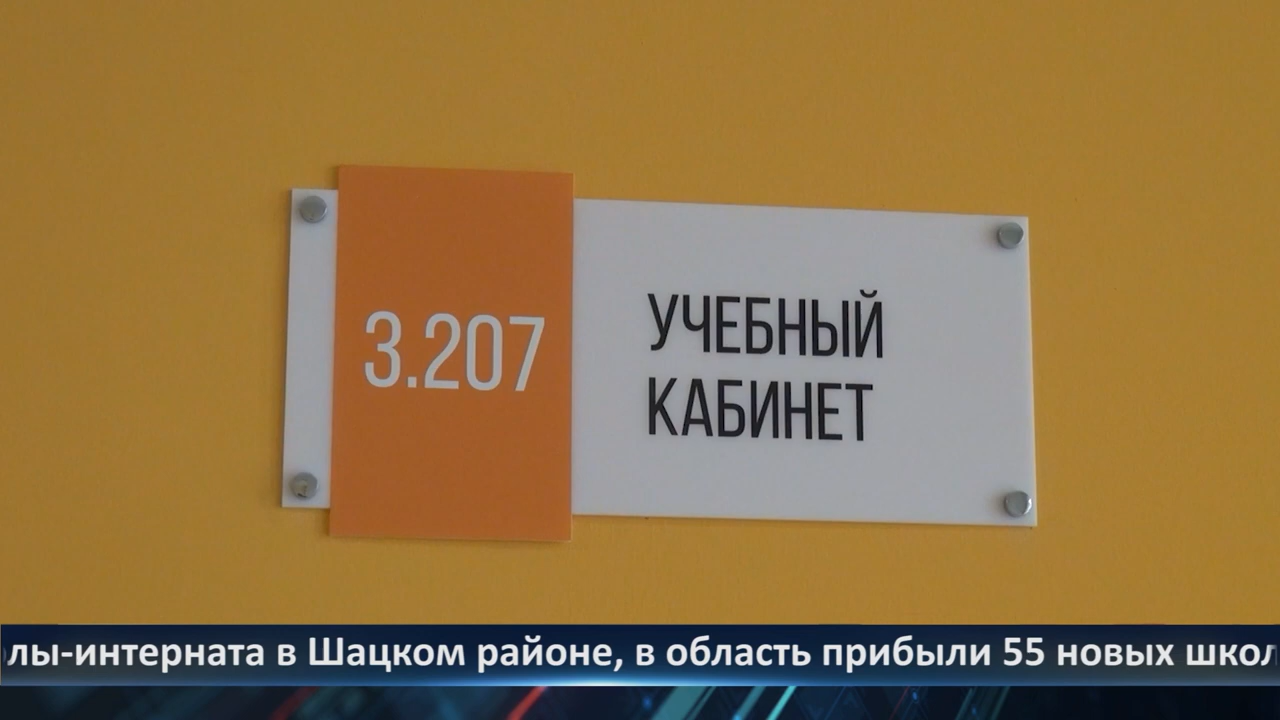 3.207
УЧЕБНЫЙ
КАБИНЕТ
лы-интерната в Шацком районе, в область прибыли 55 новых школ